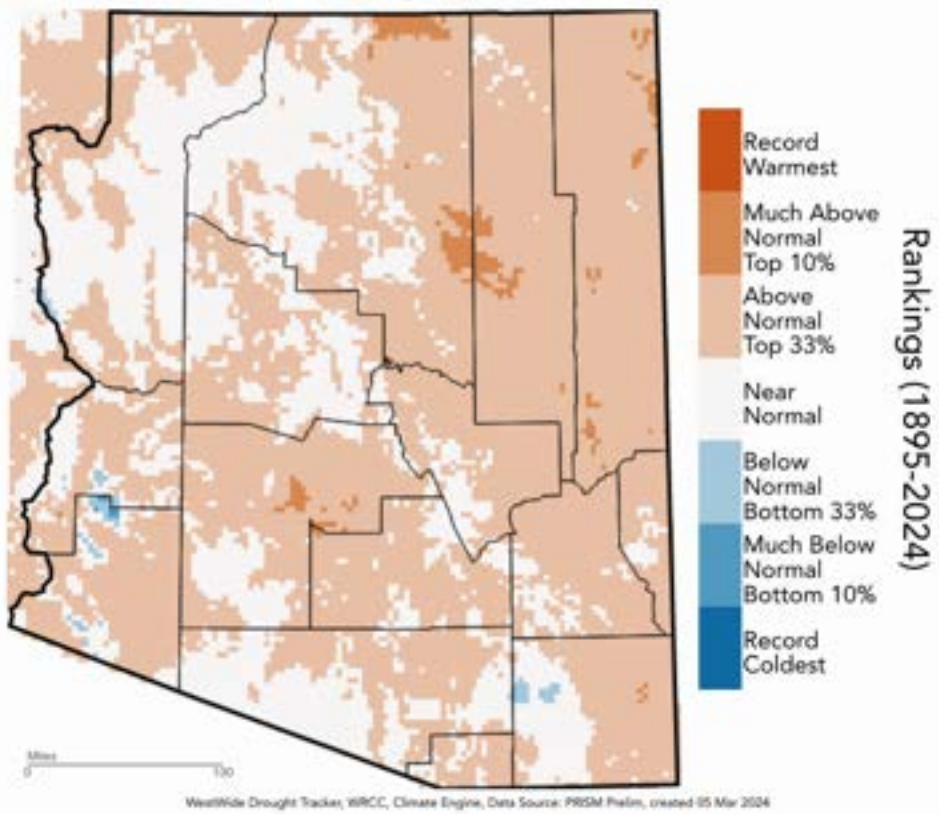 Record
Warmest
Much Above
Normal
Top 10%
Above
Normal
Top 33%
Near
Normal
Below
Normal
Bottom 33%
Much Below
Normal
Bottom 10%
Record
Coldest
Rankings (1895-2024)
Miles
0 130
WestWide Drought Tracker, WRCC, Climate Engine, Data Source: PRISM Prelim, created 05 Mar 2024